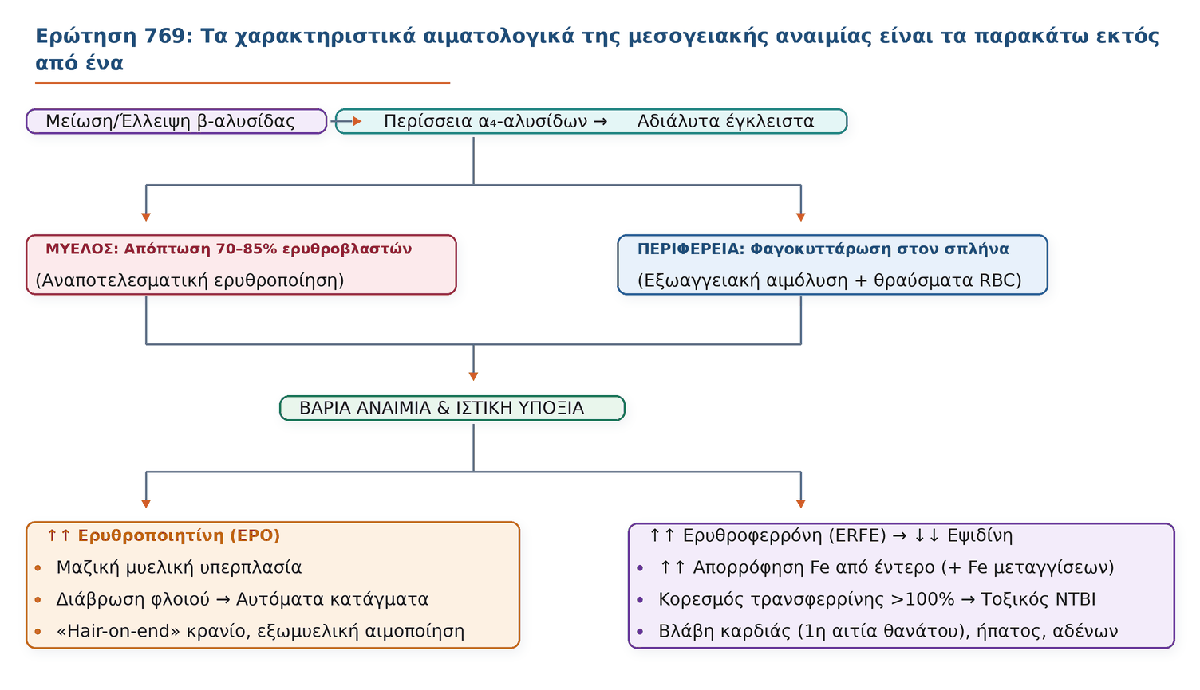 Ερώτηση 769: Τα χαρακτηριστικά αιματολογικά της μεσογειακής αναιμίας είναι τα παρακάτω εκτός
από ένα
Μείωση/Έλλειψη β-αλυσίδας
Περίσσεια α₄-αλυσίδων → Αδιάλυτα έγκλειστα
ΜΥΕΛΟΣ: Απόπτωση 70–85% ερυθροβλαστών
(Αναποτελεσματική ερυθροποίηση)
ΠΕΡΙΦΕΡΕΙΑ: Φαγοκυττάρωση στον σπλήνα
(Εξωαγγειακή αιμόλυση + θραύσματα RBC)
ΒΑΡΙΑ ΑΝΑΙΜΙΑ & ΙΣΤΙΚΗ ΥΠΟΞΙΑ
↑↑ Ερυθροποιητίνη (EPO)
• Μαζική μυελική υπερπλασία
• Διάβρωση φλοιού → Αυτόματα κατάγματα
• «Hair-on-end» κρανίο, εξωμυελική αιμοποίηση
↑↑ Ερυθροφερρόνη (ERFE) → ↓↓ Εψιδίνη
• ↑↑ Απορρόφηση Fe από έντερο (+ Fe μεταγγίσεων)
• Κορεσμός τρανσφερρίνης >100% → Τοξικός NTBI
• Βλάβη καρδιάς (1η αιτία θανάτου), ήπατος, αδένων